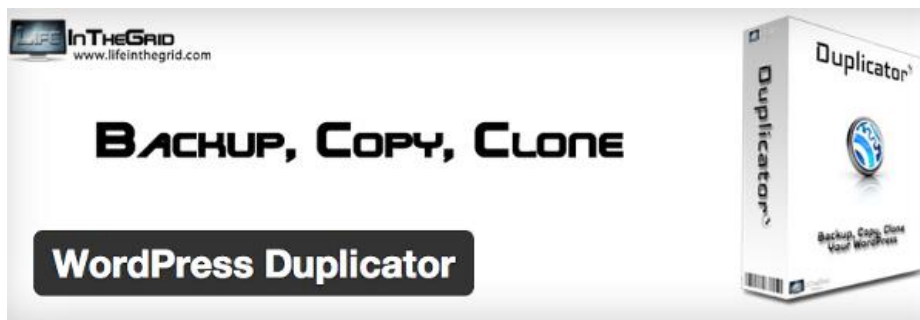 LIFE INTHEGRID
www.lifeinthegrid.com
BACKUP, COPY, CLONE
WordPress Duplicator
Duplicator
Duplicator
Backup, Copy, Clone
Your WordPress